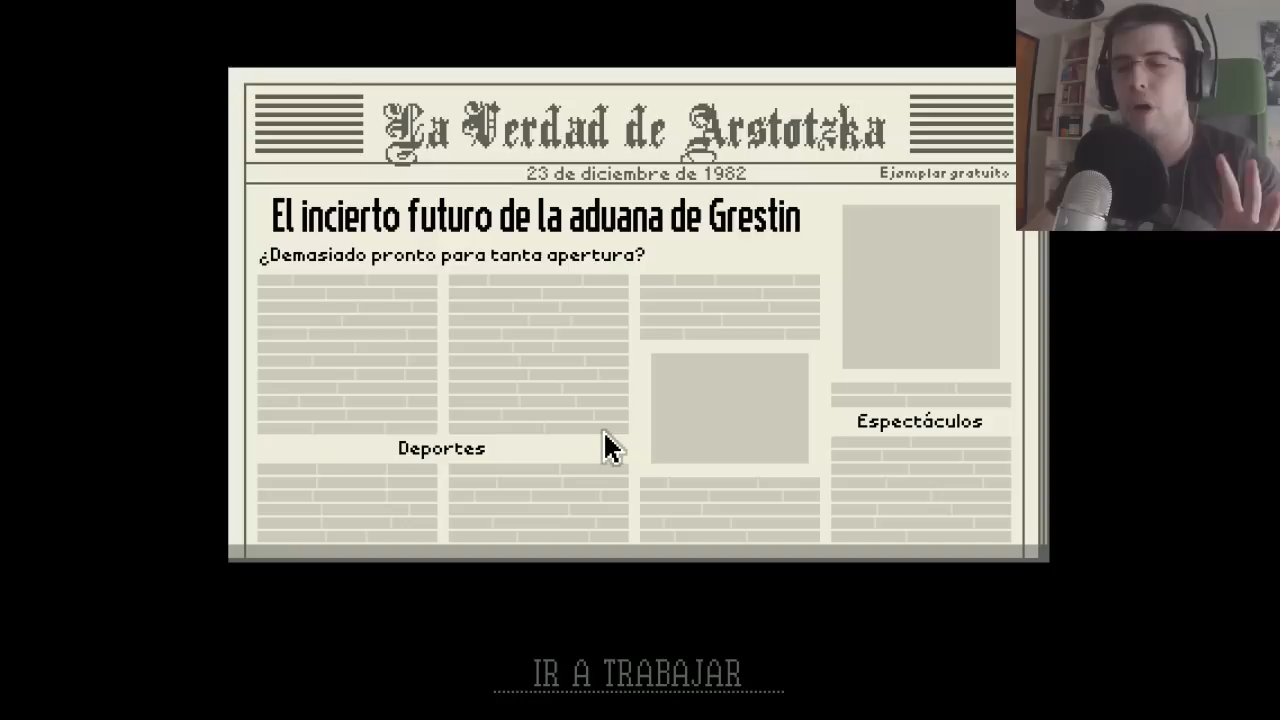 La Verdad de Arstotzka
23 de diciembre de 1982
Ejemplar gratuito
El incierto futuro de la aduana de Grestin
¿Demasiado pronto para tanta apertura?
Deportes
Espectáculos
IR A TRABAJAR